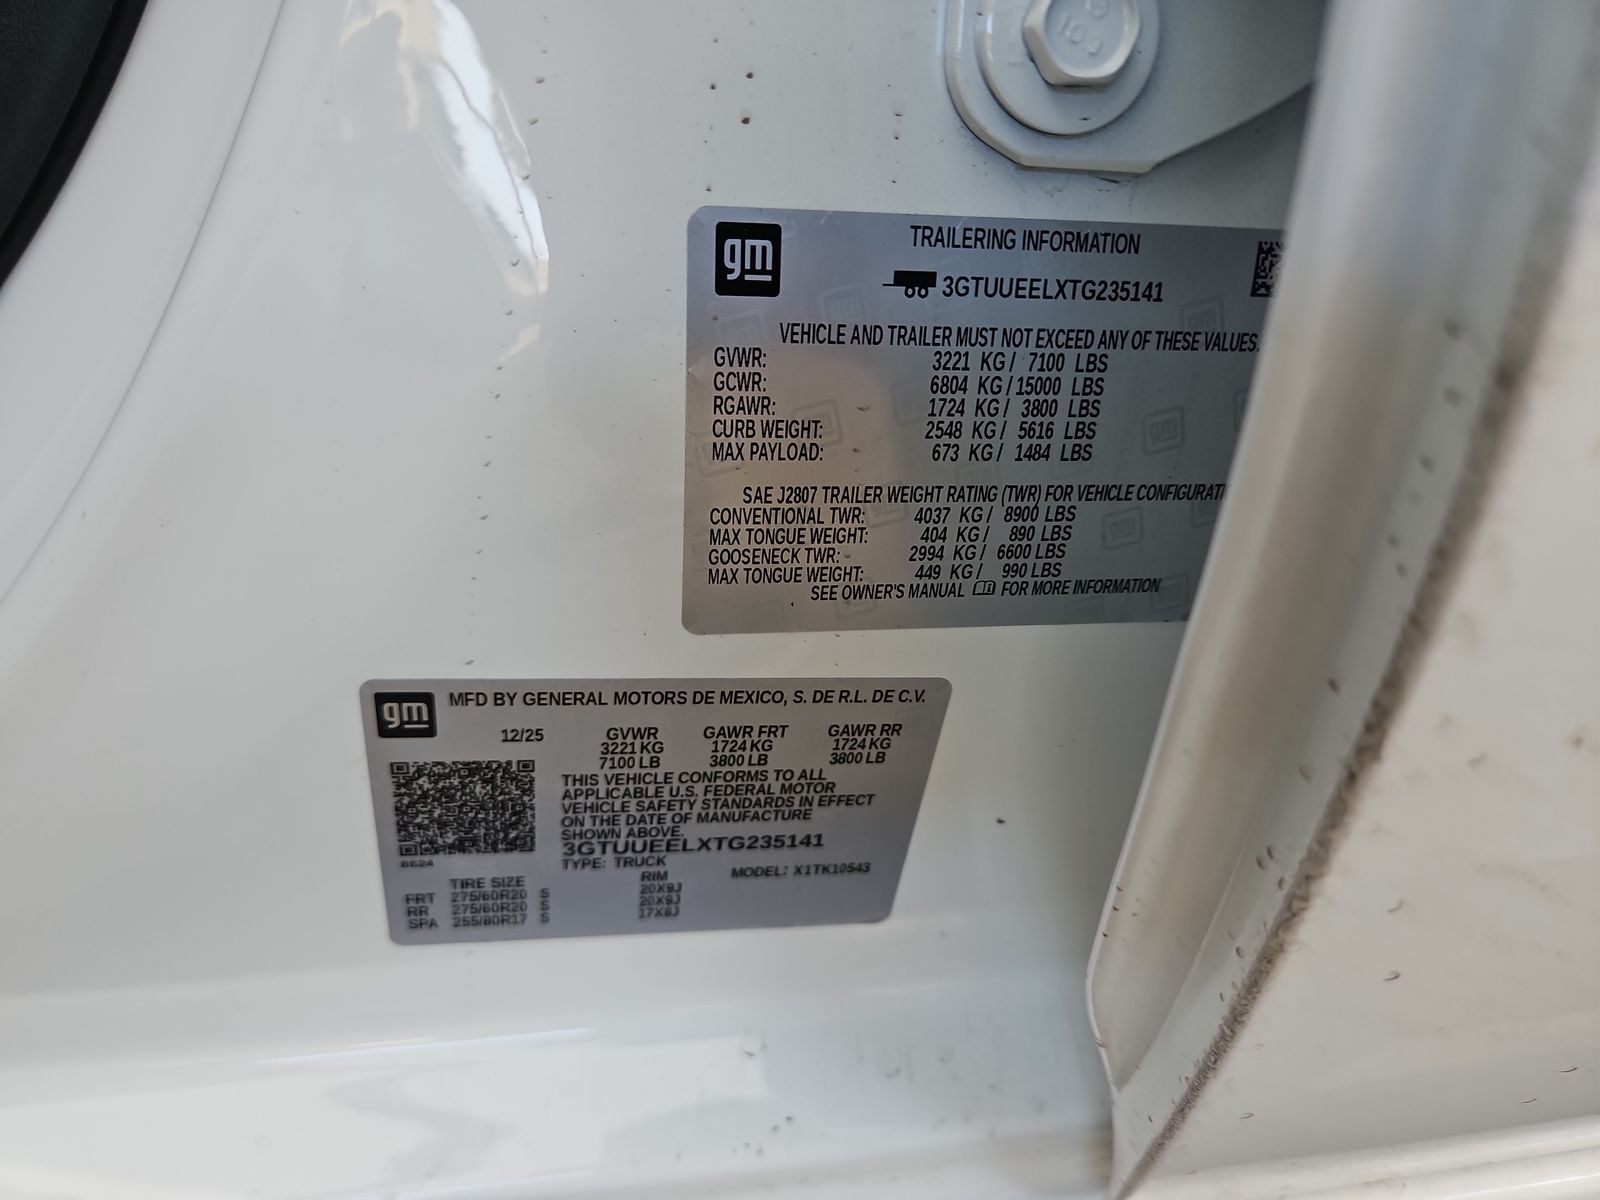 10.9
gm
TRAILERING INFORMATION
3GTUUEELXTG235141
VEHICLE AND TRAILER MUST NOT EXCEED ANY OF THESE VALUES.
GVWR: 3221 KG / 7100 LBS
GCWR: 6804 KG / 15000 LBS
RGAWR: 1724 KG / 3800 LBS
CURB WEIGHT: 2548 KG / 5616 LBS
MAX PAYLOAD: 673 KG / 1484 LBS
SAE J2807 TRAILER WEIGHT RATING (TWR) FOR VEHICLE CONFIGURATI
CONVENTIONAL TWR: 4037 KG / 8900 LBS
MAX TONGUE WEIGHT: 404 KG / 890 LBS
GOOSENECK TWR: 2994 KG / 6600 LBS
MAX TONGUE WEIGHT: 449 KG / 990 LBS
SEE OWNER'S MANUAL FOR MORE INFORMATION
gm
MFD BY GENERAL MOTORS DE MEXICO, S. DE R.L. DE C.V.
12/25 GVWR GAWR FRT GAWR RR
3221 KG 1724 KG 1724 KG
7100 LB 3800 LB 3800 LB
THIS VEHICLE CONFORMS TO ALL
APPLICABLE U.S. FEDERAL MOTOR
VEHICLE SAFETY STANDARDS IN EFFECT
ON THE DATE OF MANUFACTURE
SHOWN ABOVE.
3GTUUEELXTG235141
TYPE: TRUCK MODEL: X1TK10543
TIRE SIZE RIM
FRT 275/60R20 S 20X9J
RR 275/60R20 S 20X9J
SPA 255/80R17 S 17X8J